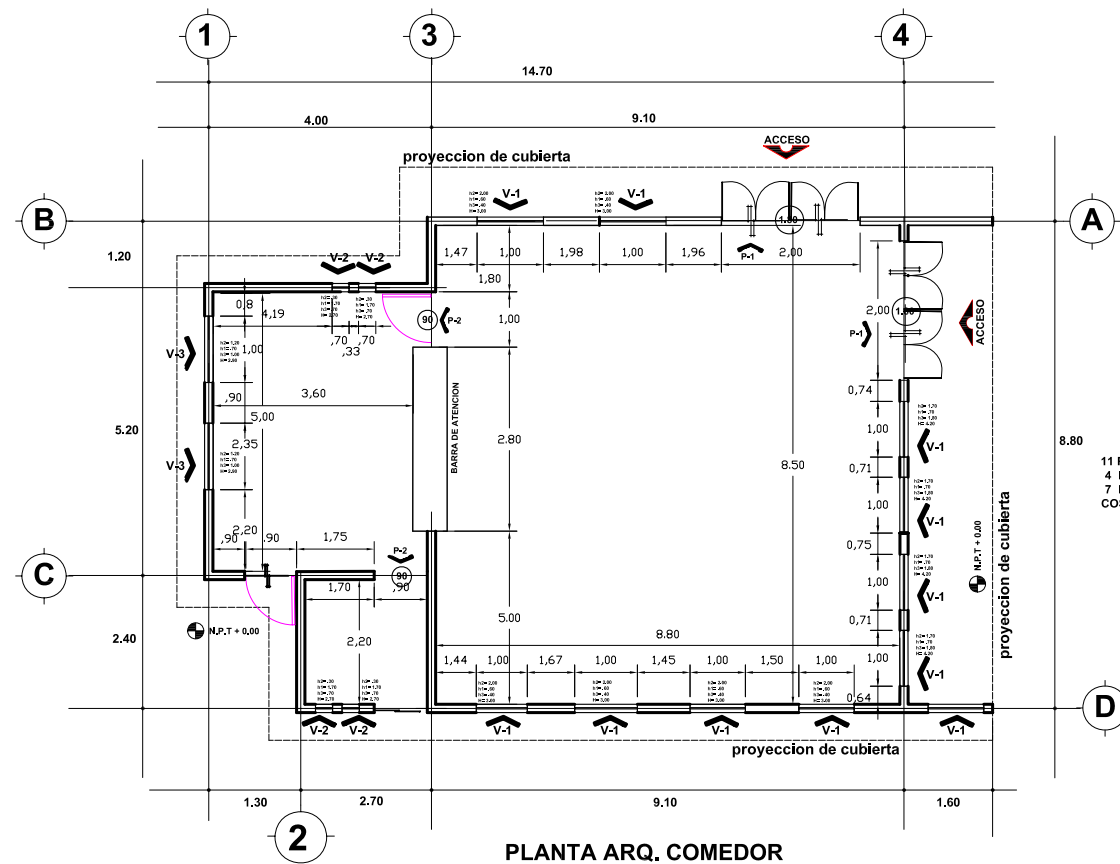 1
3
4
14.70
4.00
9.10
ACCESO
proyeccion de cubierta
B
A
V-1
V-1
1.20
1,47
1,00
1,98
1,00
1,96
P-1
2,00
V-2
V-2
1,80
0,8
4,19
,70
,70
,33
90
P-2
1,00
2,00
P-1
ACCESO
V-3
1,00
,90
3,60
5,00
BARRA DE ATENCION
2.80
8.50
0,74
1,00
V-1
5.20
8.80
2,35
V-3
0,71
1,00
V-1
2,20
,90
,90
1,75
P-2
90
0,75
C
1,70
,90
1,00
V-1
N.P.T + 0.00
proyeccion de cubierta
2.40
N.P.T + 0.00
2,20
5.00
8.80
0,71
1,00
V-1
1,44
1,00
1,67
1,00
1,45
1,00
1,50
1,00
0,64
D
V-2
V-2
V-1
V-1
V-1
V-1
V-1
proyeccion de cubierta
1.30
2.70
9.10
1.60
2
PLANTA ARQ. COMEDOR